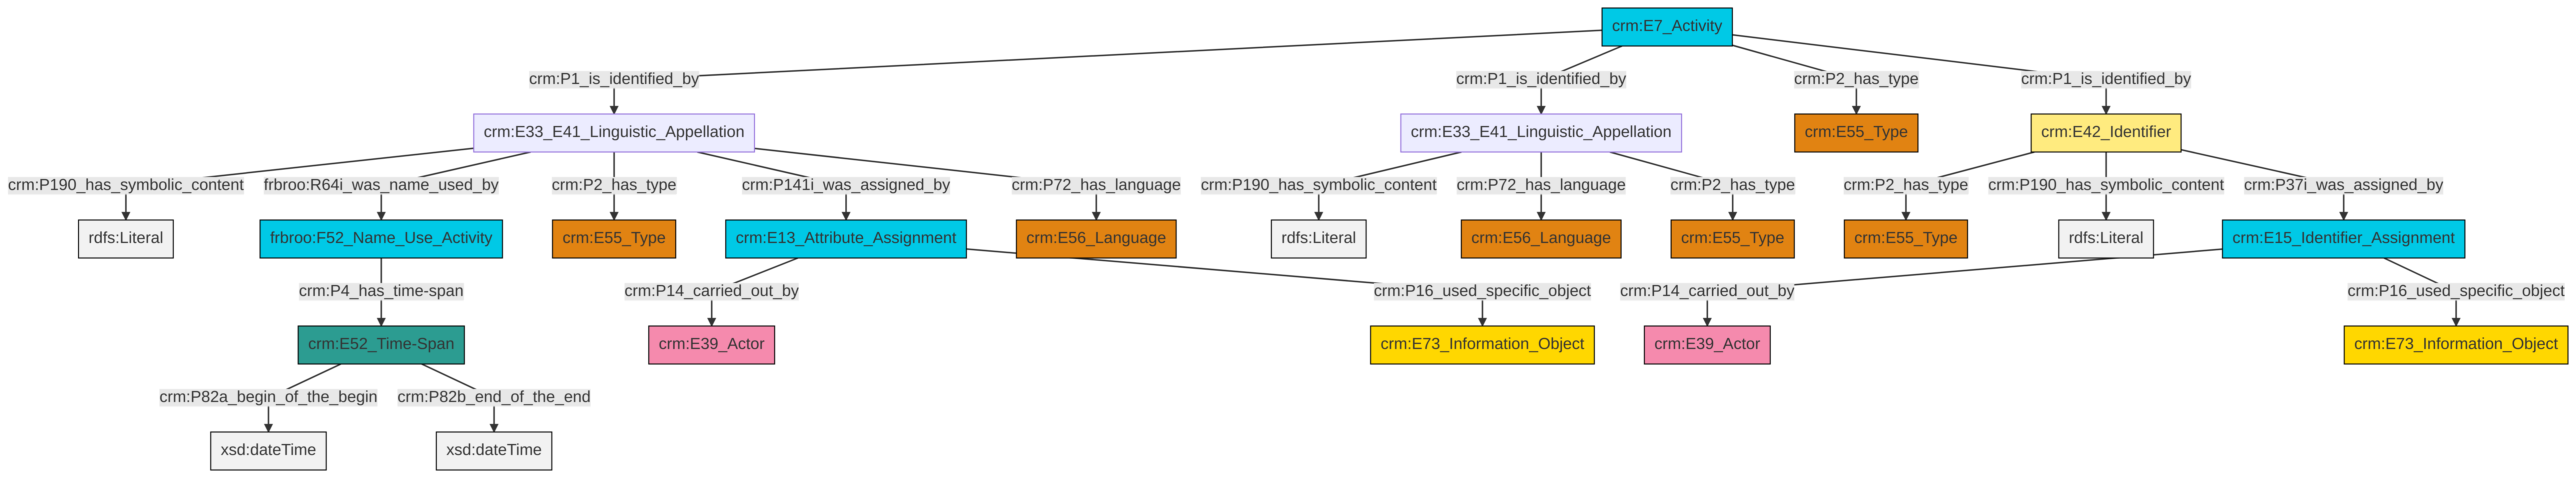 crm:E7_Activity
crm:P1_is_identified_by
crm:P1_is_identified_by
crm:P2_has_type
crm:P1_is_identified_by
crm:E33_E41_Linguistic_Appellation
crm:E33_E41_Linguistic_Appellation
crm:E55_Type
crm:E42_Identifier
crm:P190_has_symbolic_content
frbroo:R64i_was_name_used_by
crm:P2_has_type
crm:P141i_was_assigned_by
crm:P72_has_language
crm:P190_has_symbolic_content
crm:P72_has_language
crm:P2_has_type
crm:P2_has_type
crm:P190_has_symbolic_content
crm:P37i_was_assigned_by
rdfs:Literal
frbroo:F52_Name_Use_Activity
crm:E55_Type
crm:E13_Attribute_Assignment
crm:E56_Language
rdfs:Literal
crm:E56_Language
crm:E55_Type
crm:E55_Type
rdfs:Literal
crm:E15_Identifier_Assignment
crm:P4_has_time-span
crm:P14_carried_out_by
crm:P16_used_specific_object
crm:P14_carried_out_by
crm:P16_used_specific_object
crm:E52_Time-Span
crm:E39_Actor
crm:E73_Information_Object
crm:E39_Actor
crm:E73_Information_Object
crm:P82a_begin_of_the_begin
crm:P82b_end_of_the_end
xsd:dateTime
xsd:dateTime